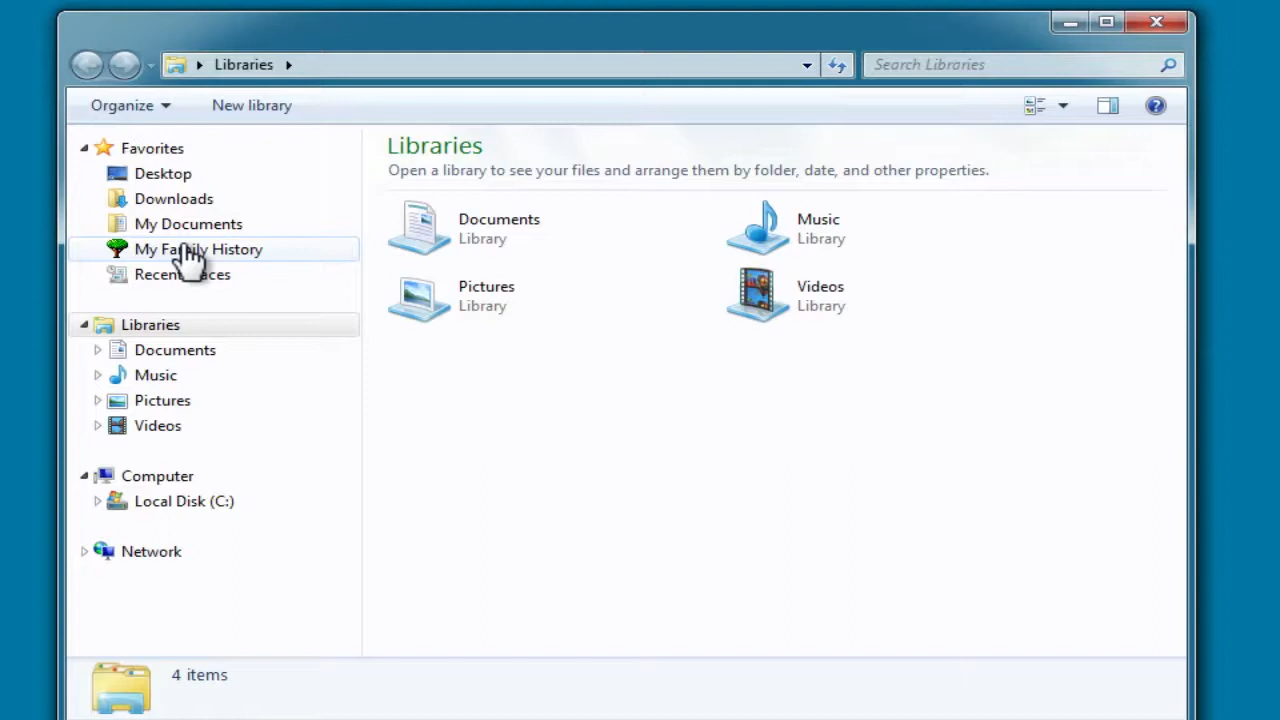 Libraries
Search Libraries
Organize
New library
Favorites
Desktop
Downloads
My Documents
My Family History
Recent
Libraries
Documents
Music
Pictures
Videos
Computer
Local Disk (C:)
Network
Libraries
Open a library to see your files and arrange them by folder, date, and other properties.
Documents
Library
Music
Library
Pictures
Library
Videos
Library
4 items